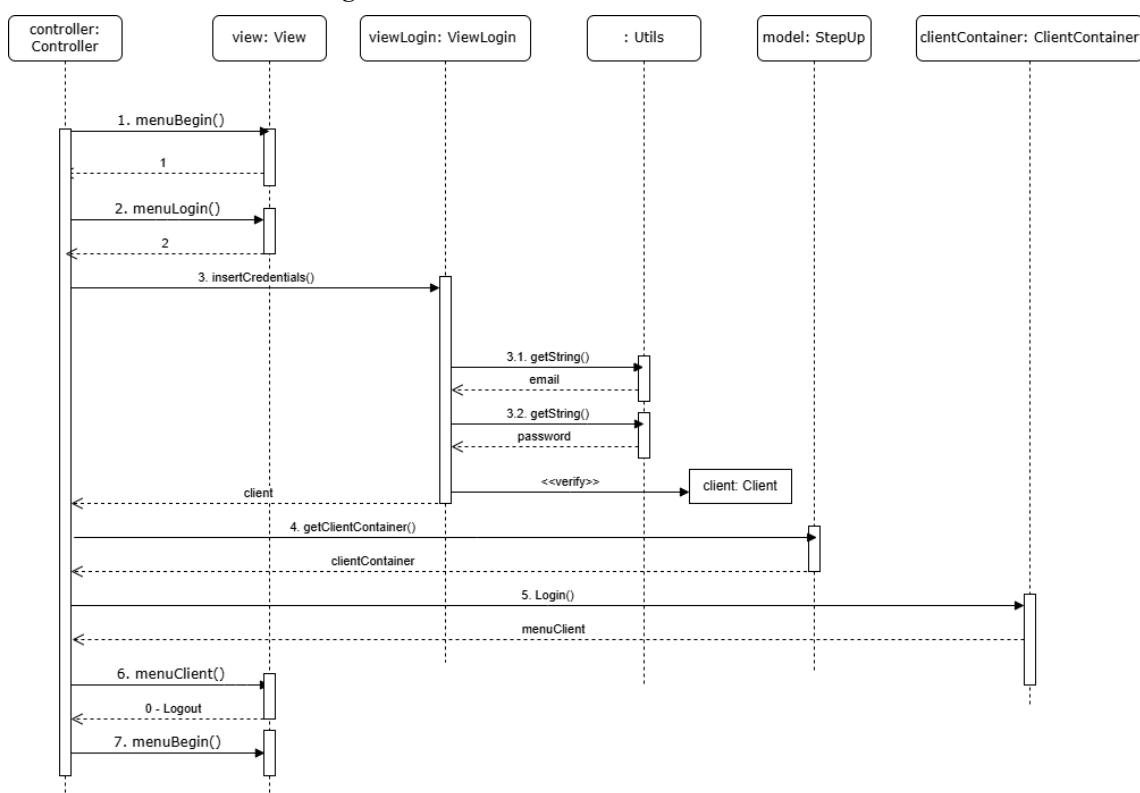 controller:
Controller
view: View
viewLogin: ViewLogin
: Utils
model: StepUp
clientContainer: ClientContainer
1. menuBegin()
1
2. menuLogin()
2
3. insertCredentials()
3.1. getString()
email
3.2. getString()
password
<<verify>>
client: Client
client
4. getClientContainer()
clientContainer
5. Login()
menuClient
6. menuClient()
0 - Logout
7. menuBegin()